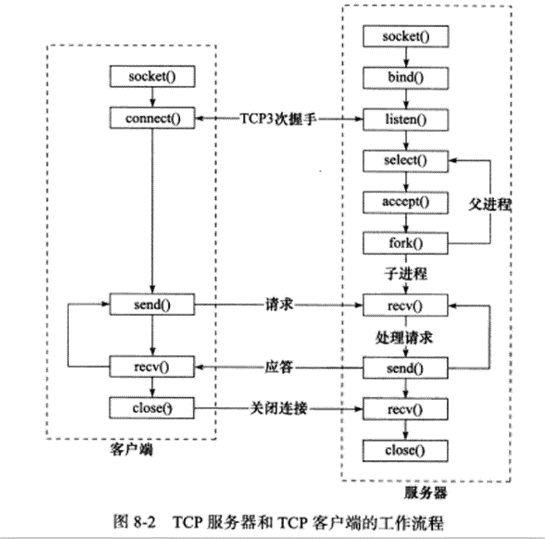 socket()
socket()
bind()
connect()
TCP3次握手
listen()
select()
accept()
父进程
fork()
子进程
send()
请求
recv()
处理请求
recv()
应答
send()
close()
关闭连接
recv()
客户端
close()
服务器
图 8-2 TCP 服务器和 TCP 客户端的工作流程